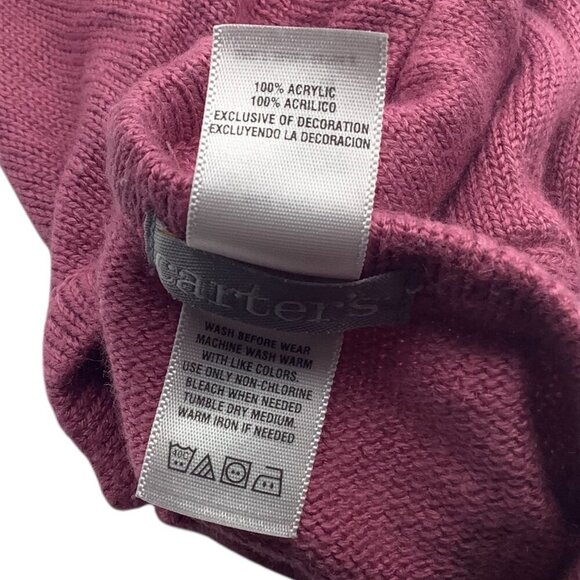 100% ACRYLIC
100% ACRILICO
EXCLUSIVE OF DECORATION
EXCLUYENDO LA DECORACION
carter's
WASH BEFORE WEAR
MACHINE WASH WARM
WITH LIKE COLORS.
USE ONLY NON-CHLORINE
BLEACH WHEN NEEDED
TUMBLE DRY MEDIUM
WARM IRON IF NEEDED
40C